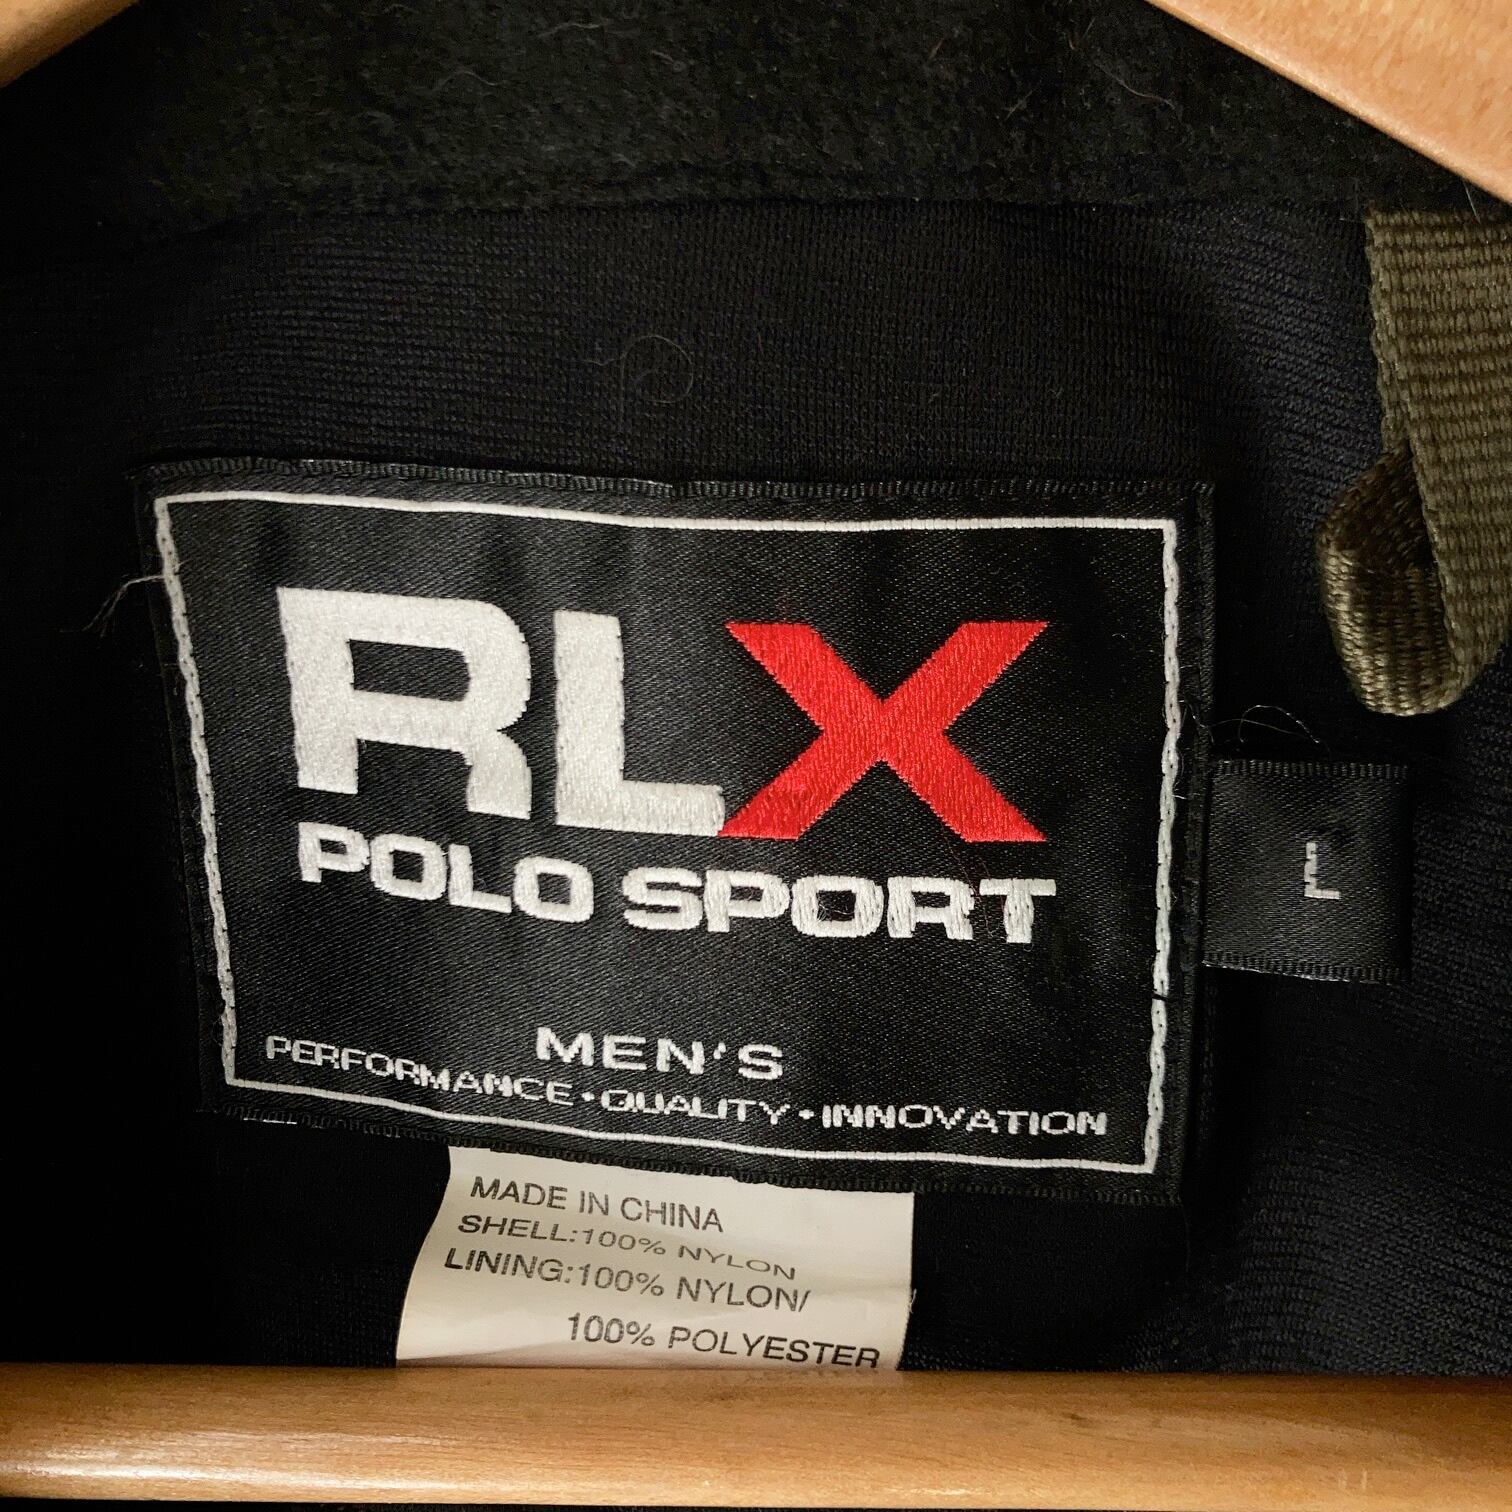 RLX
POLO SPORT
L
MEN'S
PERFORMANCE • QUALITY • INNOVATION
MADE IN CHINA
SHELL:100% NYLON
LINING:100% NYLON/
100% POLYESTER